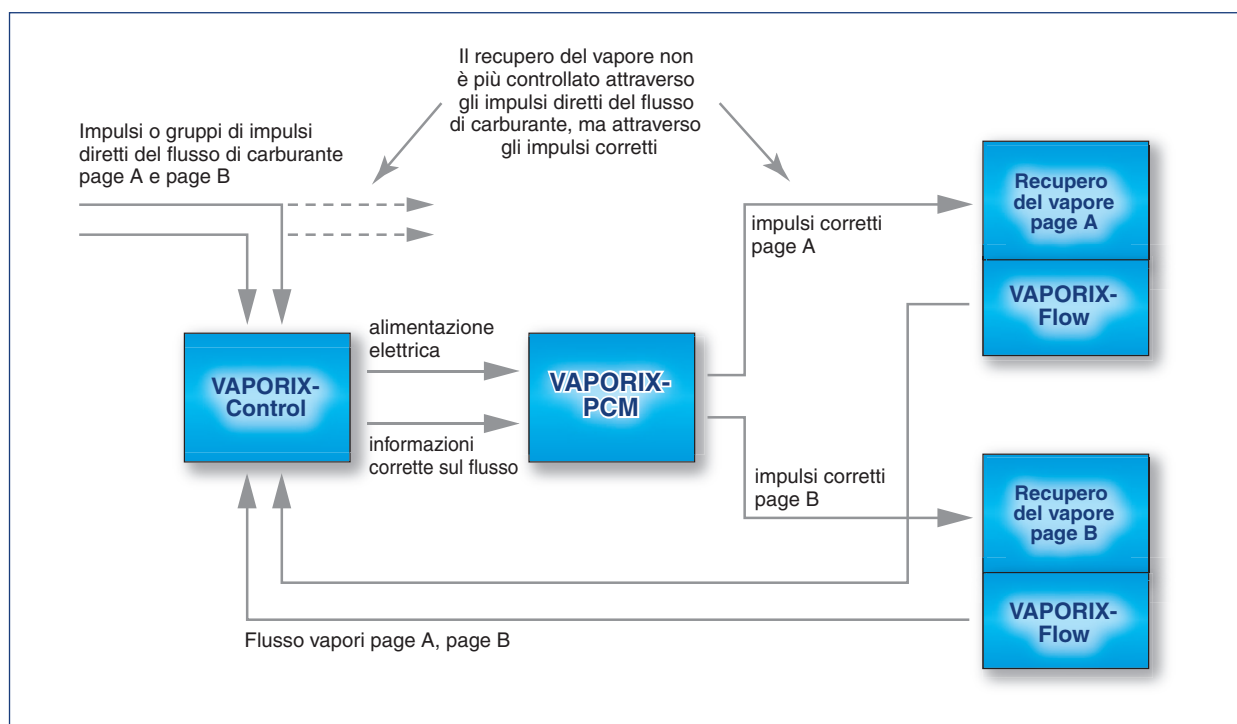 Il recupero del vapore non
è più controllato attraverso
gli impulsi diretti del flusso
di carburante, ma attraverso
gli impulsi corretti
Impulsi o gruppi di impulsi
diretti del flusso di carburante
page A e page B
Recupero
del vapore
page A
impulsi corretti
page A
VAPORIX-
Flow
alimentazione
elettrica
VAPORIX-
Control
VAPORIX-
PCM
informazioni
corrette sul flusso
impulsi corretti
page B
Recupero
del vapore
page B
VAPORIX-
Flow
Flusso vapori page A, page B